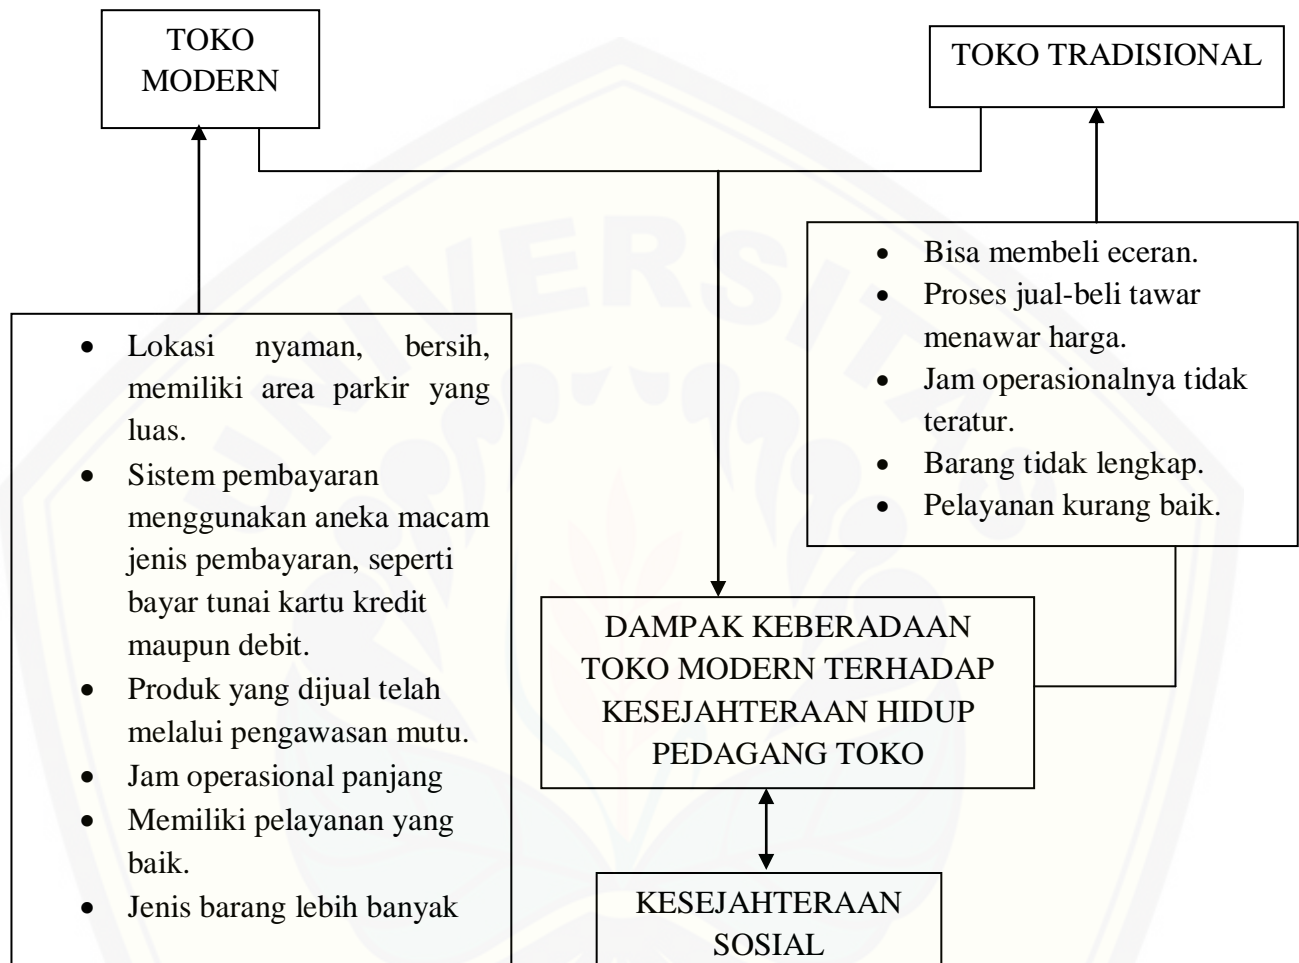 TOKO
MODERN
TOKO TRADISIONAL
• Bisa membeli eceran.
• Proses jual-beli tawar
menawar harga.
• Jam operasionalnya tidak
teratur.
• Barang tidak lengkap.
• Pelayanan kurang baik.
• Lokasi nyaman, bersih,
memiliki area parkir yang
luas.
• Sistem pembayaran
menggunakan aneka macam
jenis pembayaran, seperti
bayar tunai kartu kredit
maupun debit.
• Produk yang dijual telah
melalui pengawasan mutu.
• Jam operasional panjang
• Memiliki pelayanan yang
baik.
• Jenis barang lebih banyak
DAMPAK KEBERADAAN
TOKO MODERN TERHADAP
KESEJAHTERAAN HIDUP
PEDAGANG TOKO
KESEJAHTERAAN
SOSIAL
UNIVERSITAS